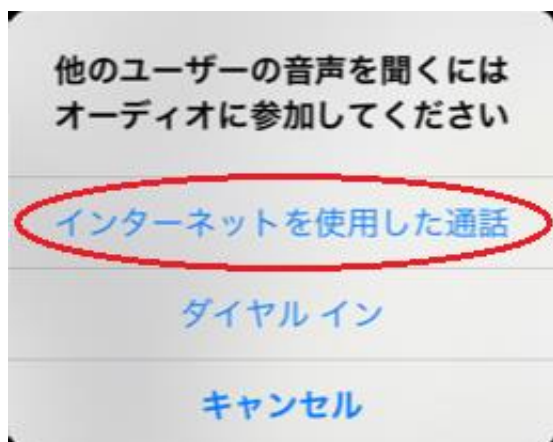 他のユーザーの音声を聞くには
オーディオに参加してください
インターネットを使用した通話
ダイヤル イン
キャンセル